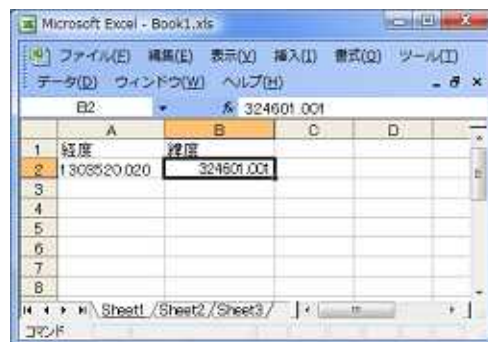 Microsoft Excel - Book1.xls
ファイル(E) 編集(E) 表示(V) 挿入(I) 書式(O) ツール(T)
データ(D) ウィンドウ(W) ヘルプ(H)
B2 fx 324601.001
A B C D
1 経度 緯度
2 1303520.020 324601.001
3
4
5
6
7
8
Sheet1 Sheet2 Sheet3
コマンド